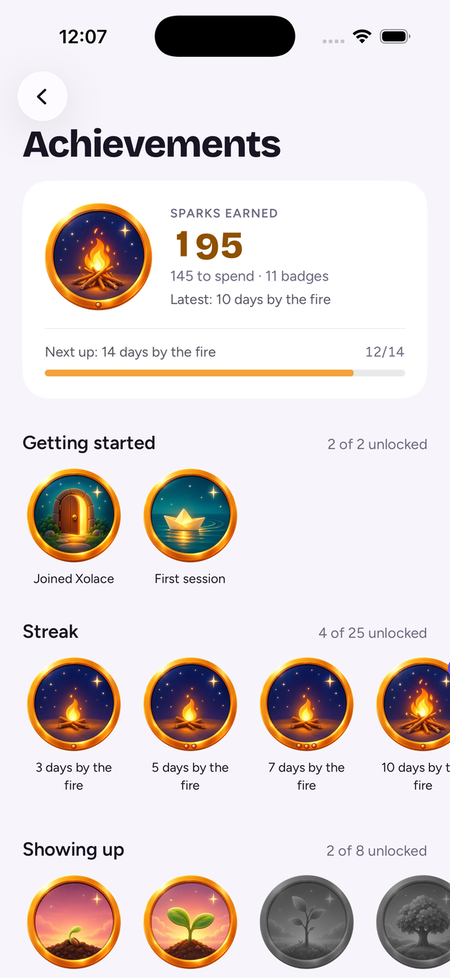 12:07
Achievements
SPARKS EARNED
195
145 to spend · 11 badges
Latest: 10 days by the fire
Next up: 14 days by the fire
12/14
Getting started
2 of 2 unlocked
Joined Xolace
First session
Streak
4 of 25 unlocked
3 days by the
fire
5 days by the
fire
7 days by the
fire
10 days by t
fire
Showing up
2 of 8 unlocked